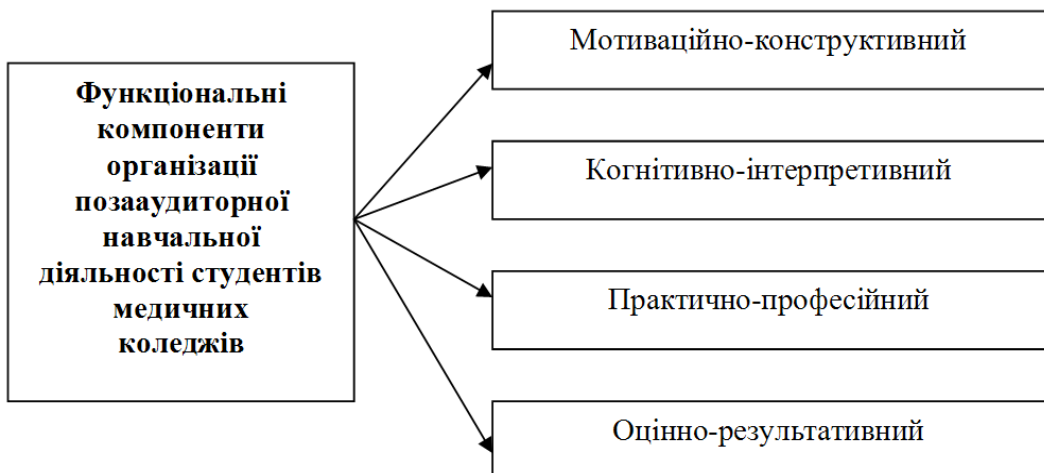 Функціональні
компоненти
організації
позааудиторної
навчальної
діяльності студентів
медичних
коледжів
Мотиваційно-конструктивний
Когнітивно-інтерпретивний
Практично-професійний
Оцінно-результативний